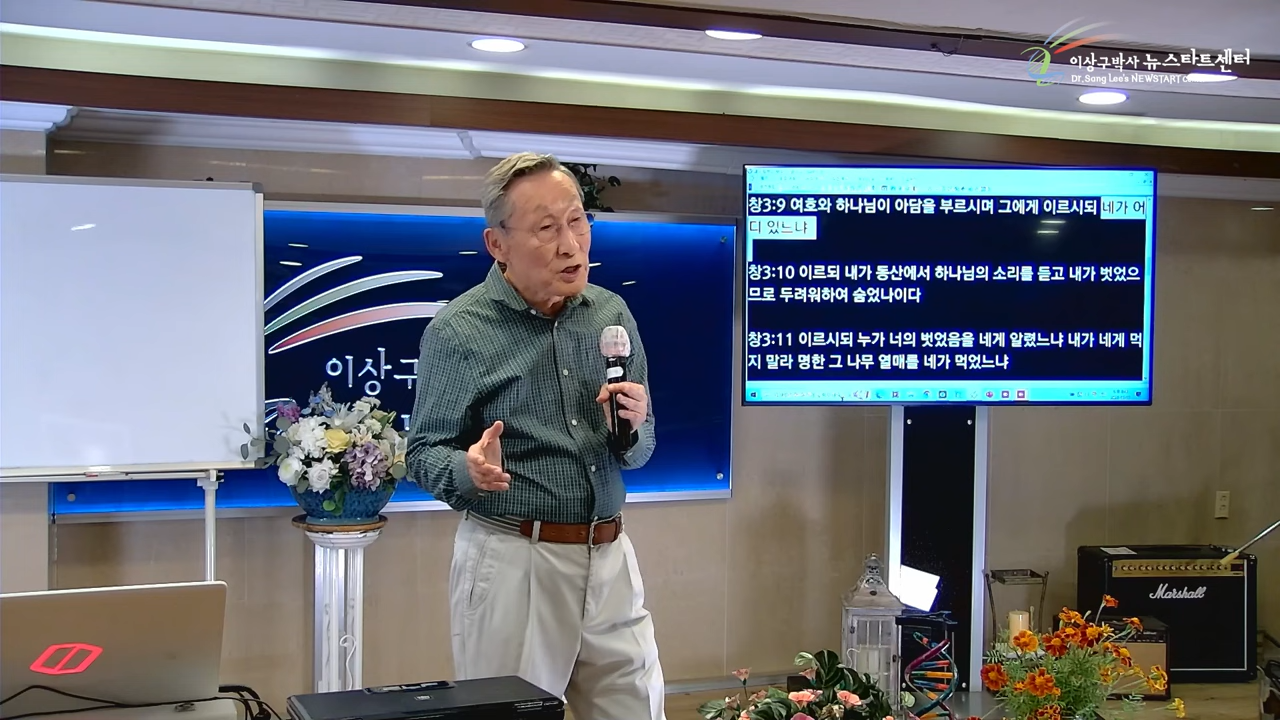 이상구박사 뉴스타트센터
Dr.Sang Lee's NEWSTART
창3:9 여호와 하나님이 아담을 부르시며 그에게 이르시되 네가 어
디 있느냐
창3:10 이르되 내가 동산에서 하나님의 소리를 듣고 내가 벗었으
므로 두려워하여 숨었나이다
창3:11 이르시되 누가 너의 벗었음을 네게 알렸느냐 내가 네게 먹
지 말라 명한 그 나무 열매를 네가 먹었느냐
이상구
Marshall